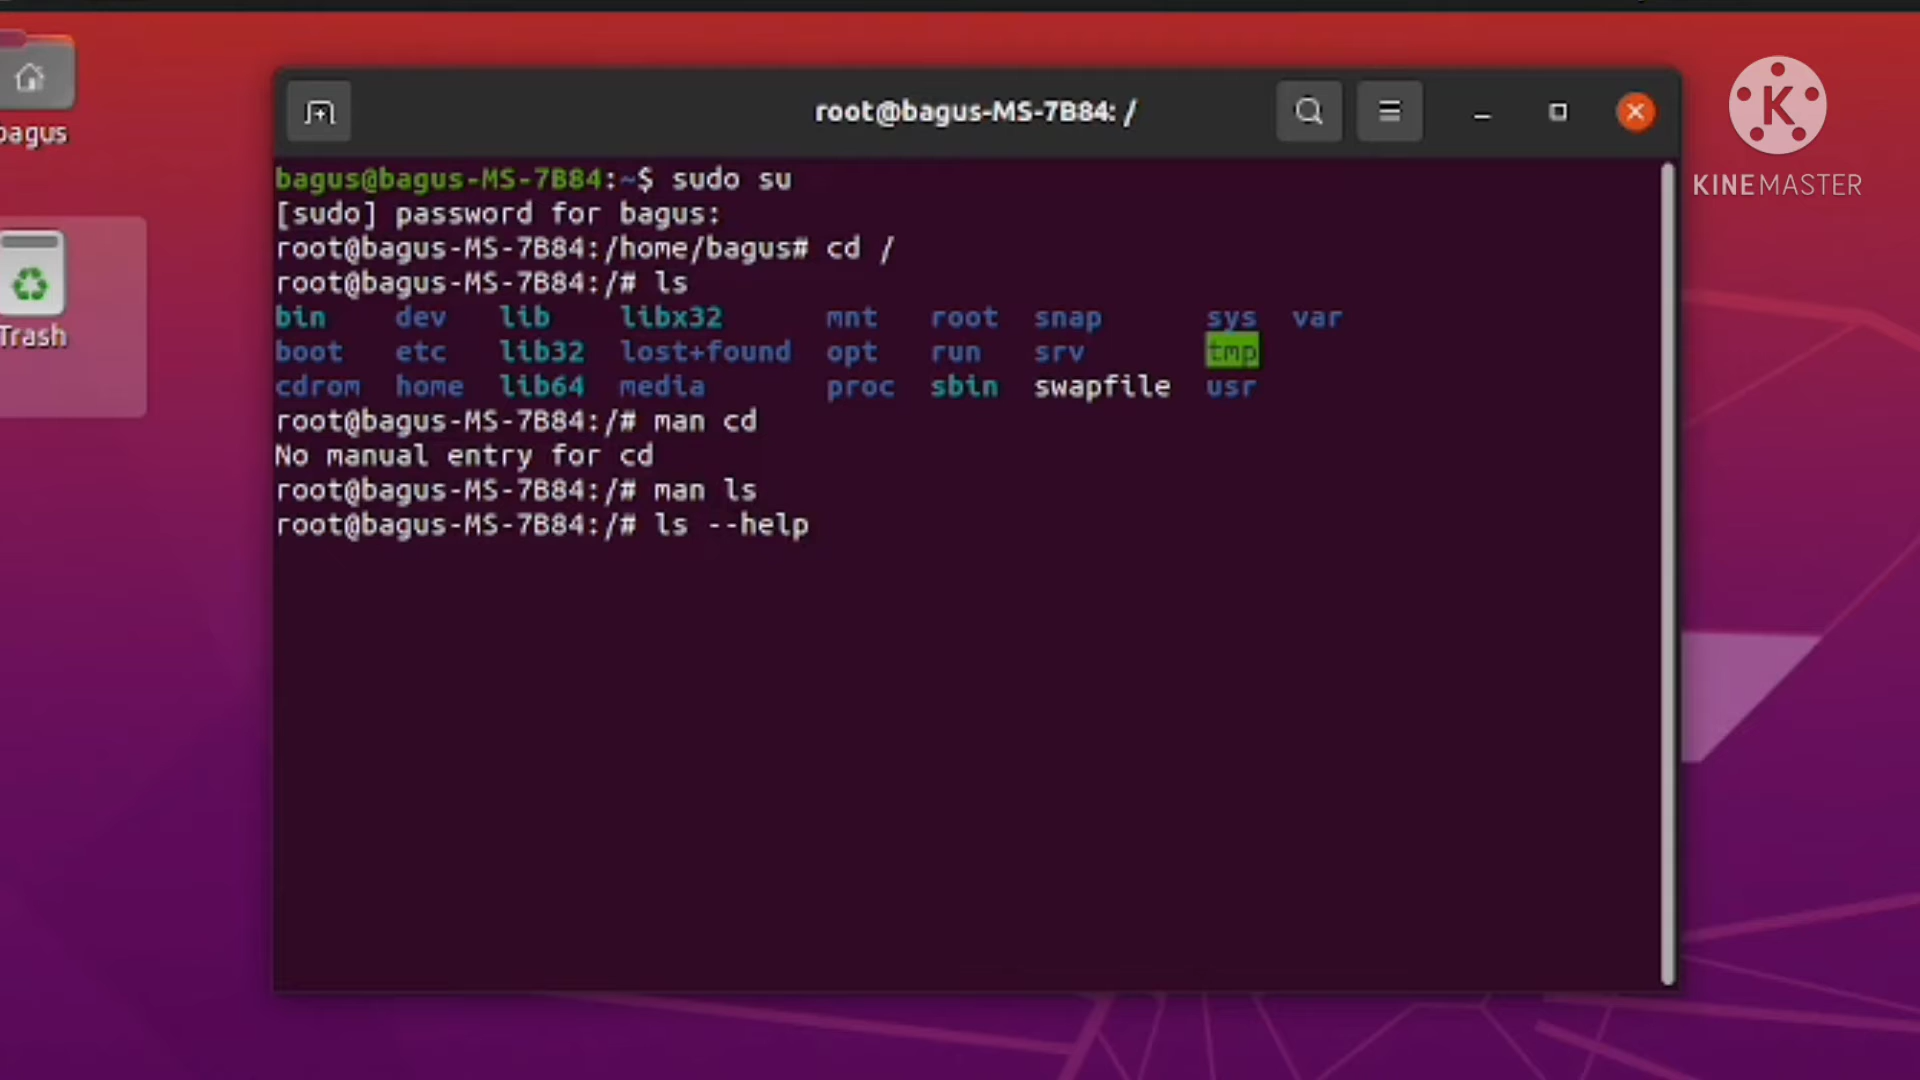 bagus
Trash
root@bagus-MS-7B84: /
KINEMASTER
bagus@bagus-MS-7B84:~$ sudo su
[sudo] password for bagus:
root@bagus-MS-7B84:/home/bagus# cd /
root@bagus-MS-7B84:/# ls
bin dev lib libx32 mnt root snap sys var
boot etc lib32 lost+found opt run srv tmp
cdrom home lib64 media proc sbin swapfile usr
root@bagus-MS-7B84:/# man cd
No manual entry for cd
root@bagus-MS-7B84:/# man ls
root@bagus-MS-7B84:/# ls --help